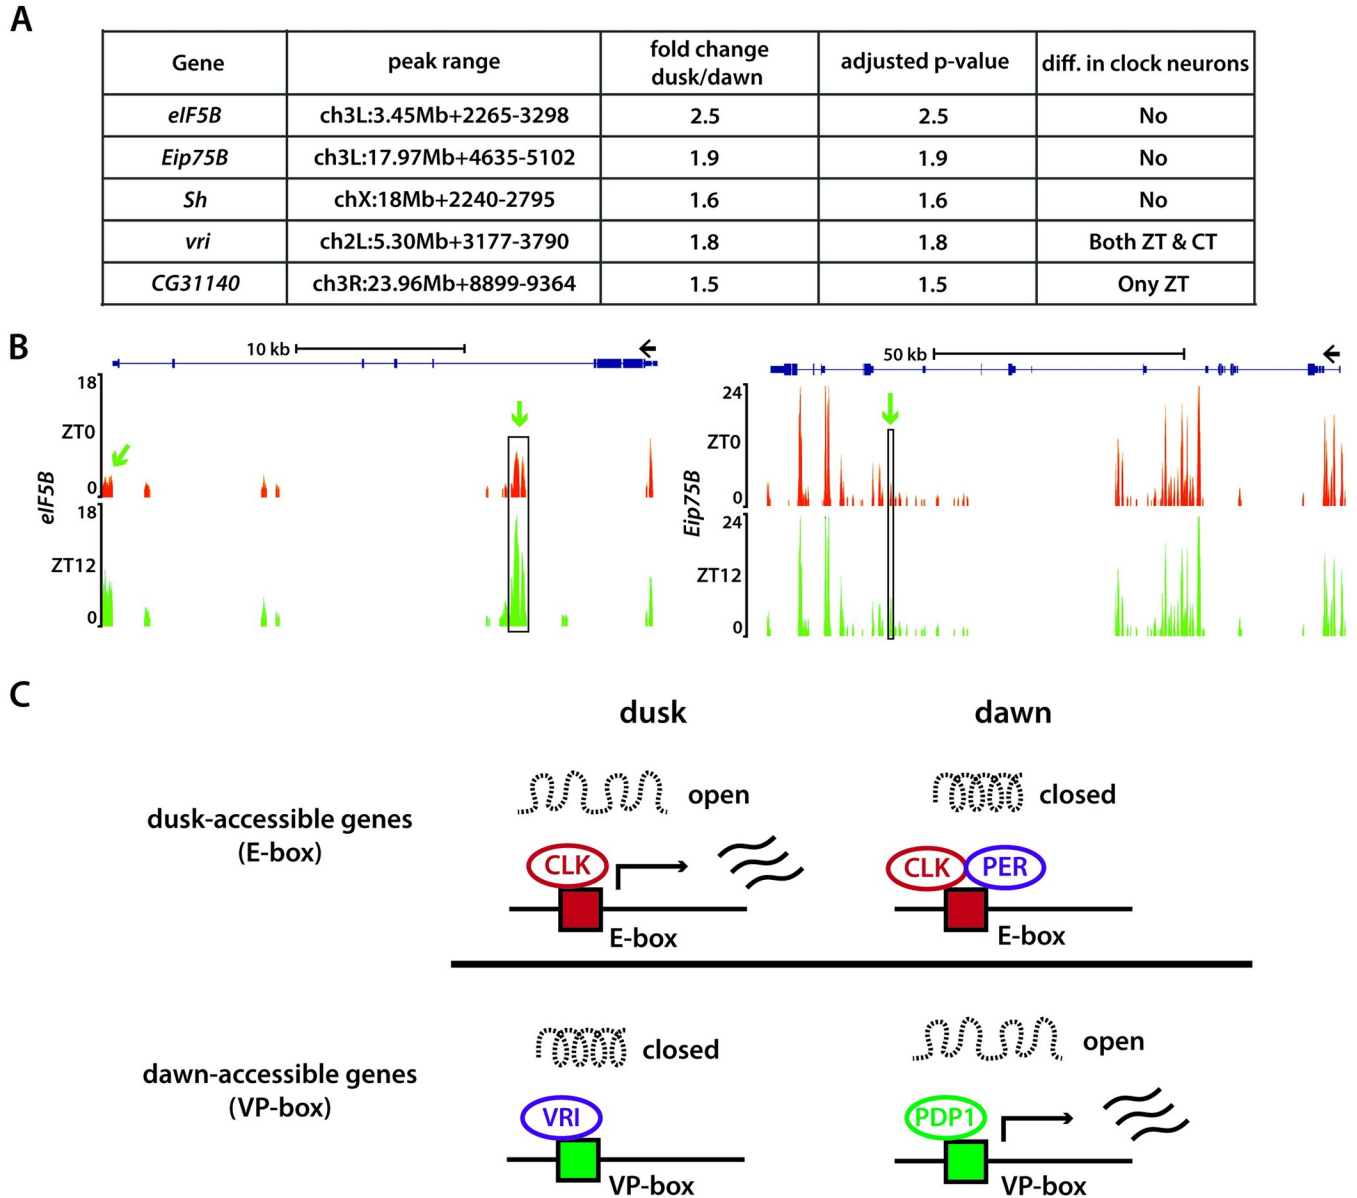 A
Gene peak range fold change dusk/dawn adjusted p-value diff. in clock neurons
eIF5B ch3L:3.45Mb+2265-3298 2.5 2.5 No
Eip75B ch3L:17.97Mb+4635-5102 1.9 1.9 No
Sh chX:18Mb+2240-2795 1.6 1.6 No
vri ch2L:5.30Mb+3177-3790 1.8 1.8 Both ZT & CT
CG31140 ch3R:23.96Mb+8899-9364 1.5 1.5 Ony ZT
B
10 kb
18
ZT0
0
18
ZT12
0
eIF5B
50 kb
24
ZT0
0
24
ZT12
0
Eip75B
C
dusk dawn
dusk-accessible genes
(E-box)
open
CLK
E-box
closed
CLK PER
E-box
dawn-accessible genes
(VP-box)
closed
VRI
VP-box
open
PDP1
VP-box